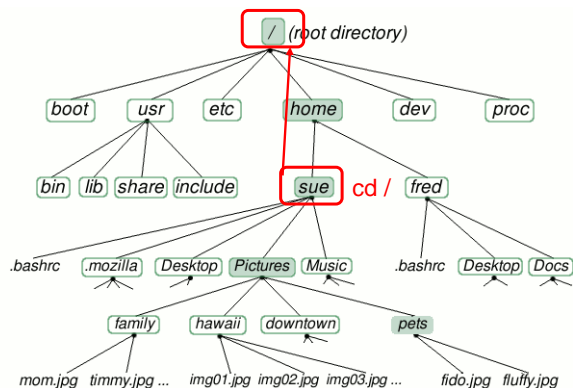 / (root directory)
boot usr etc home dev proc
bin lib share include sue cd / fred
.bashrc .mozilla Desktop Pictures Music .bashrc Desktop Docs
family hawaii downtown pets
mom.jpg timmy.jpg ... img01.jpg img02.jpg img03.jpg ... fido.jpg fluffy.jpg